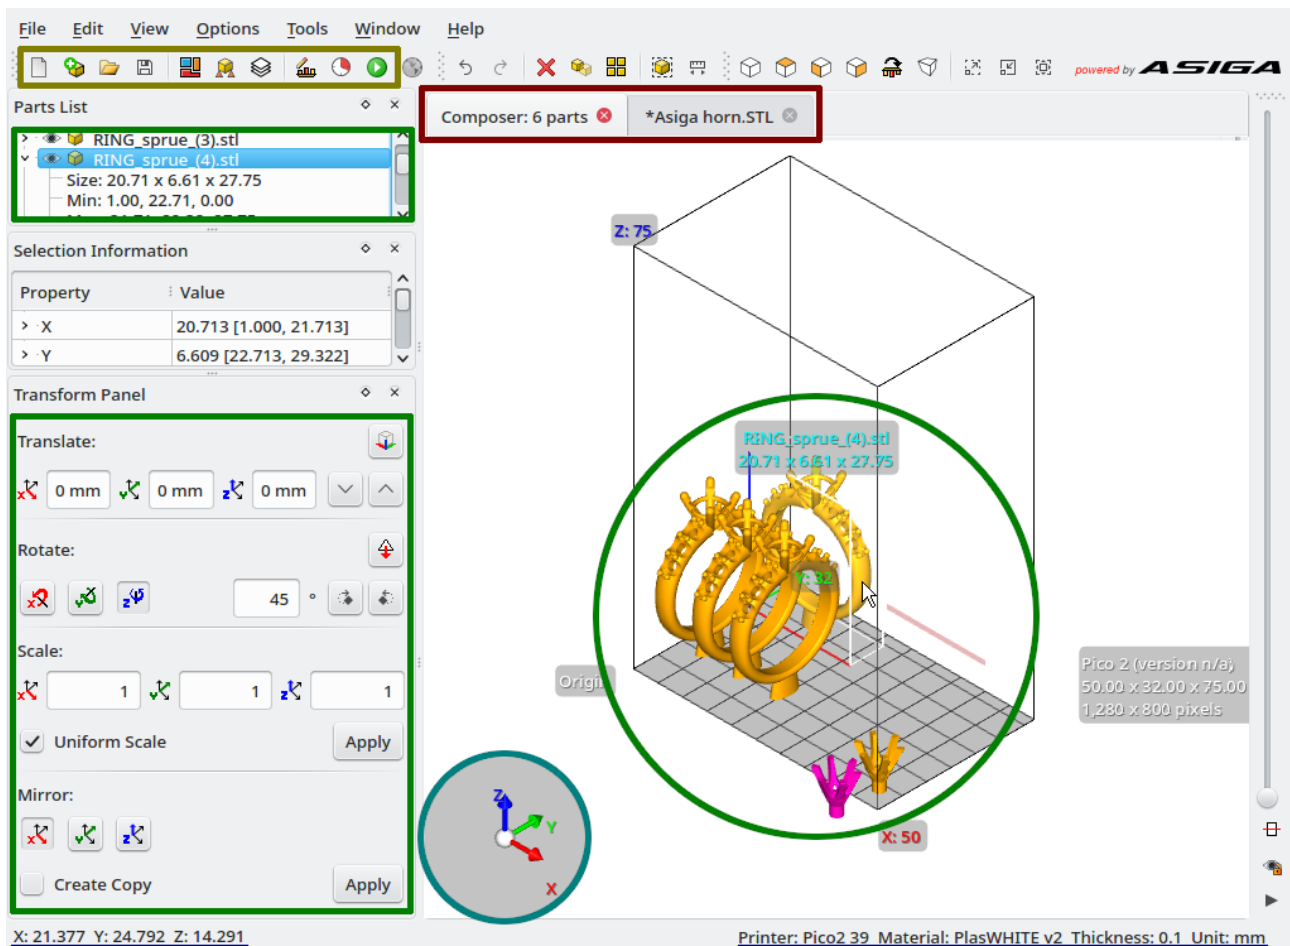 File Edit View Options Tools Window Help
powered by ASIGA
Parts List
Composer: 6 parts
*Asiga horn.STL
RING_sprue_(3).stl
RING_sprue_(4).stl
Size: 20.71 x 6.61 x 27.75
Min: 1.00, 22.71, 0.00
Selection Information
Property Value
X 20.713 [1.000, 21.713]
Y 6.609 [22.713, 29.322]
Transform Panel
Translate:
X 0 mm Y 0 mm Z 0 mm
Rotate:
X Y Z 45 °
Scale:
X 1 Y 1 Z 1
Uniform Scale Apply
Mirror:
X Y Z
Create Copy Apply
Z: 75
RING_sprue_(4).stl
20.71 x 6.61 x 27.75
Y: 32
Origin
Pico 2 (version n/a)
50.00 x 32.00 x 75.00
1,280 x 800 pixels
X: 50
Z
Y
X
X: 21.377 Y: 24.792 Z: 14.291
Printer: Pico2 39 Material: PlasWHITE v2 Thickness: 0.1 Unit: mm